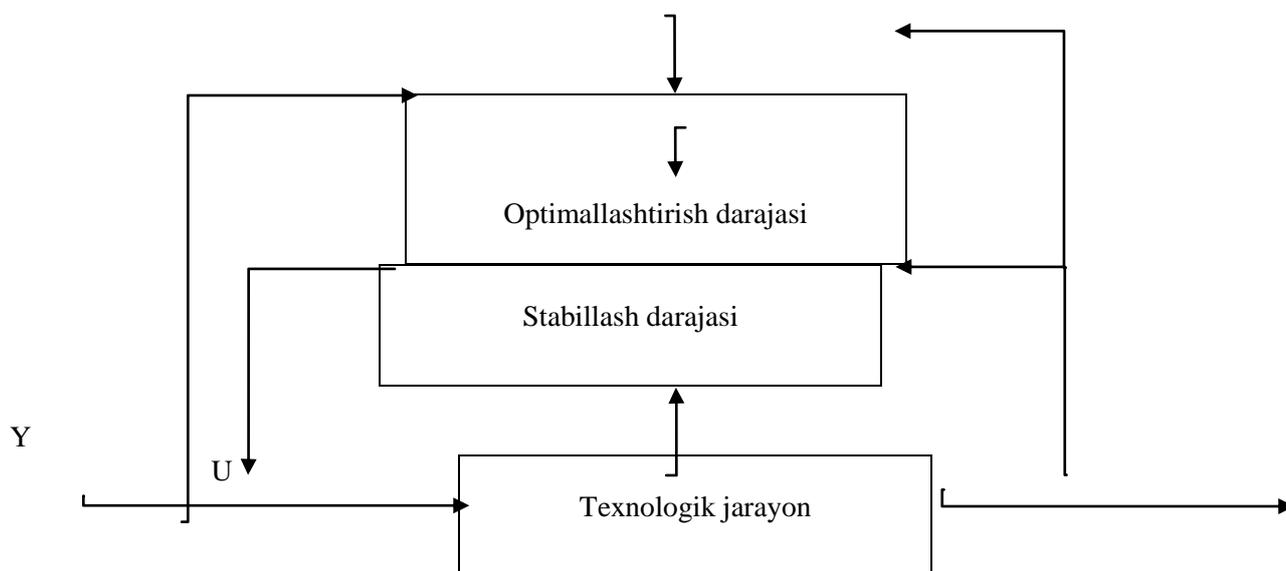 Optimallashtirish darajasi
Stabillash darajasi
Y
U
Texnologik jarayon